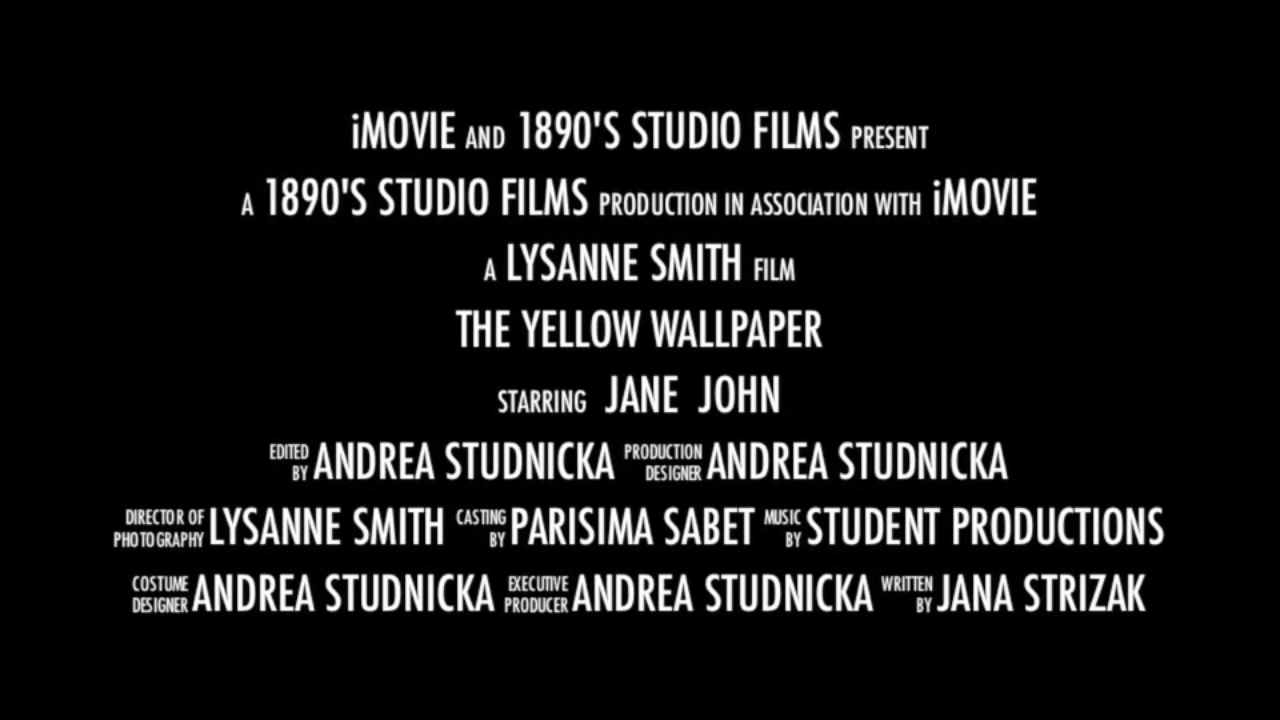 iMOVIE AND 1890'S STUDIO FILMS PRESENT
A 1890'S STUDIO FILMS PRODUCTION IN ASSOCIATION WITH iMOVIE
A LYSANNE SMITH FILM
THE YELLOW WALLPAPER
STARRING JANE JOHN
EDITED BY ANDREA STUDNICKA PRODUCTION DESIGNER ANDREA STUDNICKA
DIRECTOR OF PHOTOGRAPHY LYSANNE SMITH CASTING BY PARISIMA SABET MUSIC BY STUDENT PRODUCTIONS
COSTUME DESIGNER ANDREA STUDNICKA EXECUTIVE PRODUCER ANDREA STUDNICKA WRITTEN BY JANA STRIZAK